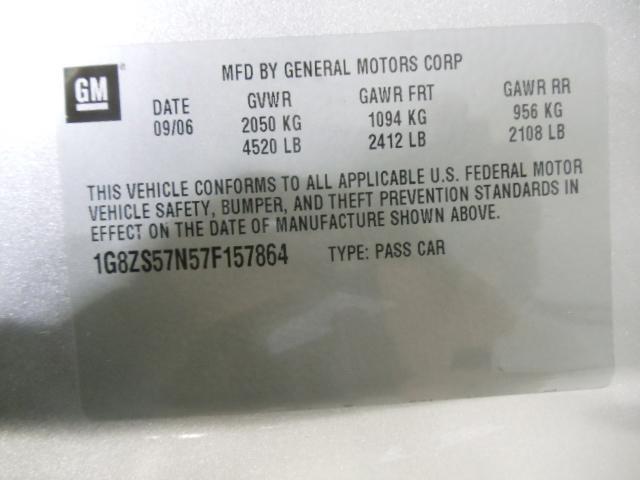 GM
MFD BY GENERAL MOTORS CORP
DATE GVWR GAWR FRT GAWR RR
09/06 2050 KG 1094 KG 956 KG
4520 LB 2412 LB 2108 LB
THIS VEHICLE CONFORMS TO ALL APPLICABLE U.S. FEDERAL MOTOR
VEHICLE SAFETY, BUMPER, AND THEFT PREVENTION STANDARDS IN
EFFECT ON THE DATE OF MANUFACTURE SHOWN ABOVE.
1G8ZS57N57F157864 TYPE: PASS CAR